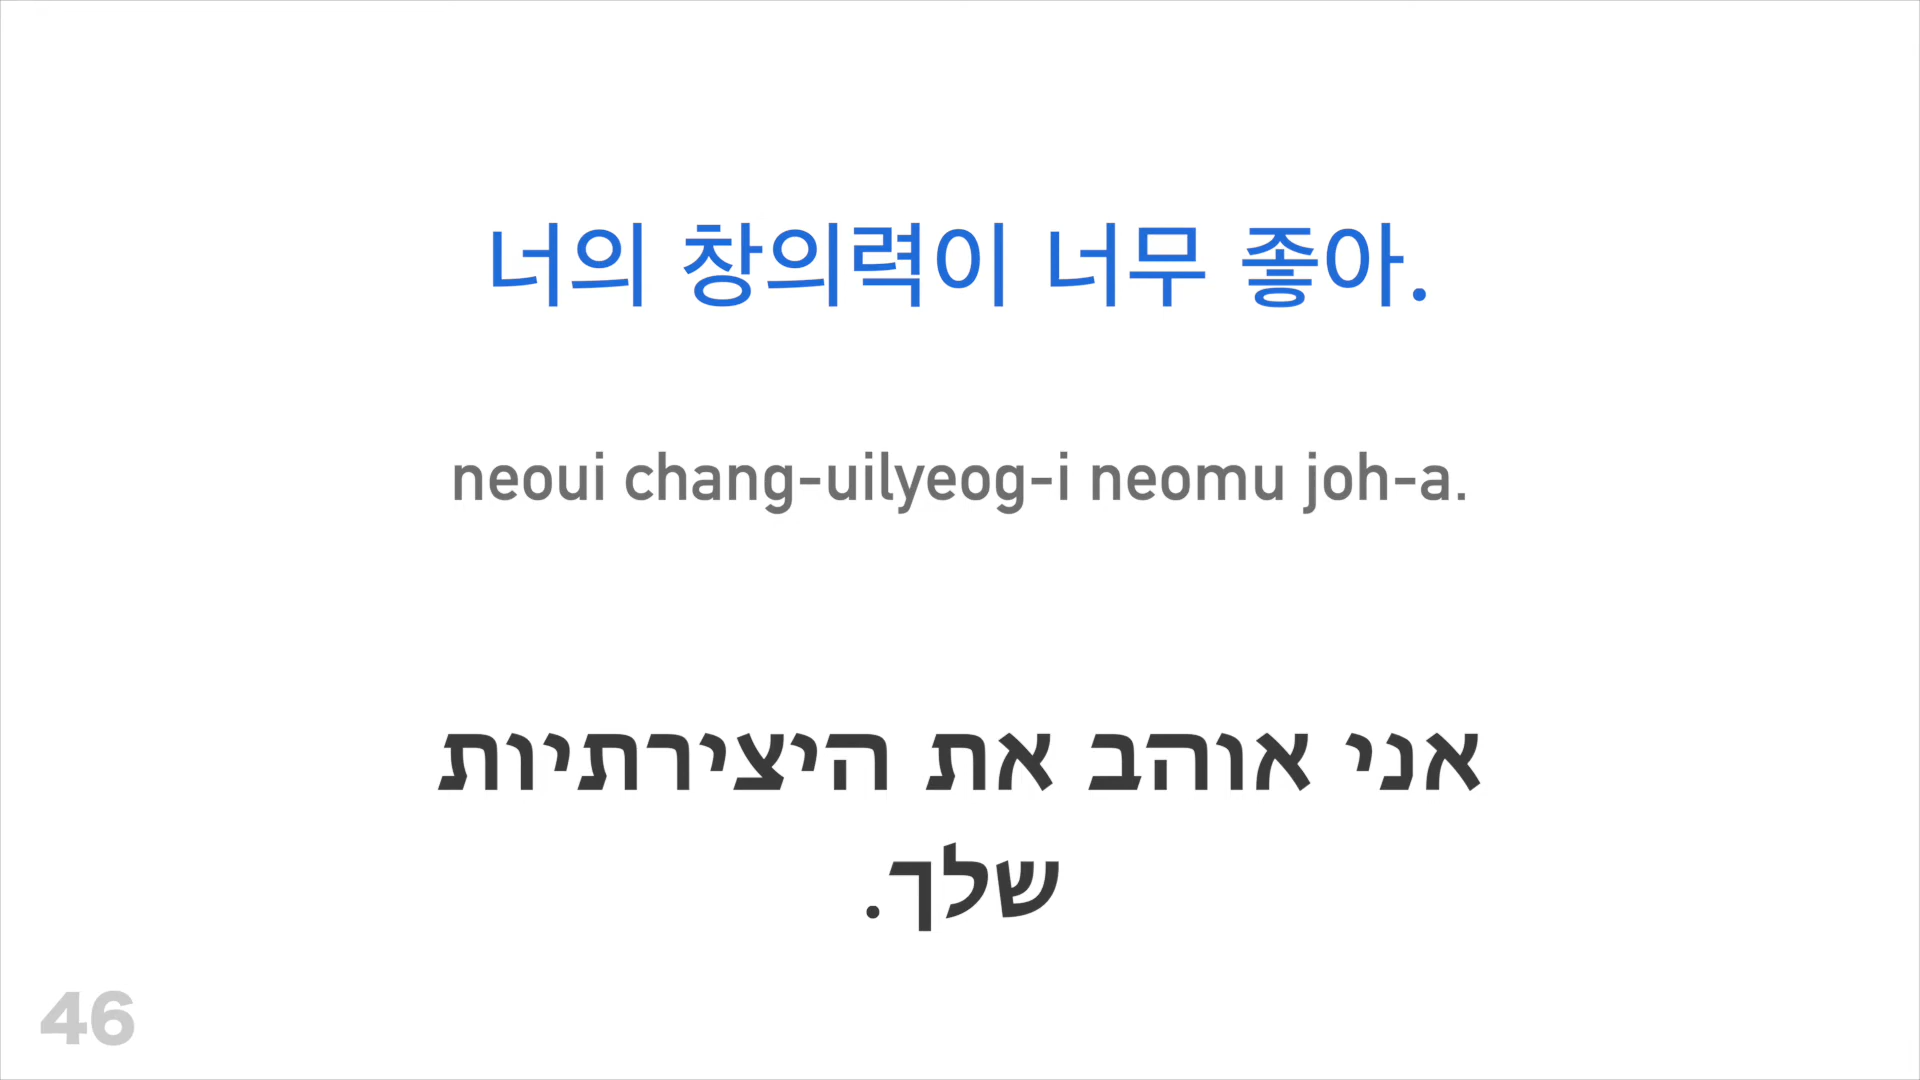 너의 창의력이 너무 좋아.
neoui chang-uilyeog-i neomu joh-a.
אני אוהב את היצירתיות
שלך.
46